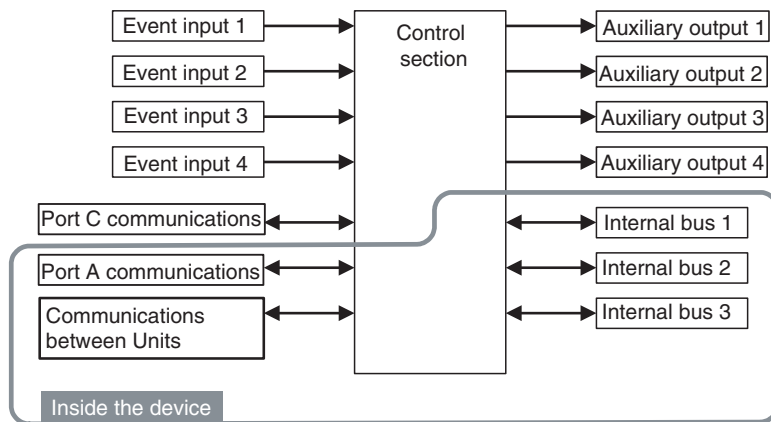 Event input 1
Event input 2
Event input 3
Event input 4
Port C communications
Port A communications
Communications
between Units
Control
section
Auxiliary output 1
Auxiliary output 2
Auxiliary output 3
Auxiliary output 4
Internal bus 1
Internal bus 2
Internal bus 3
Inside the device